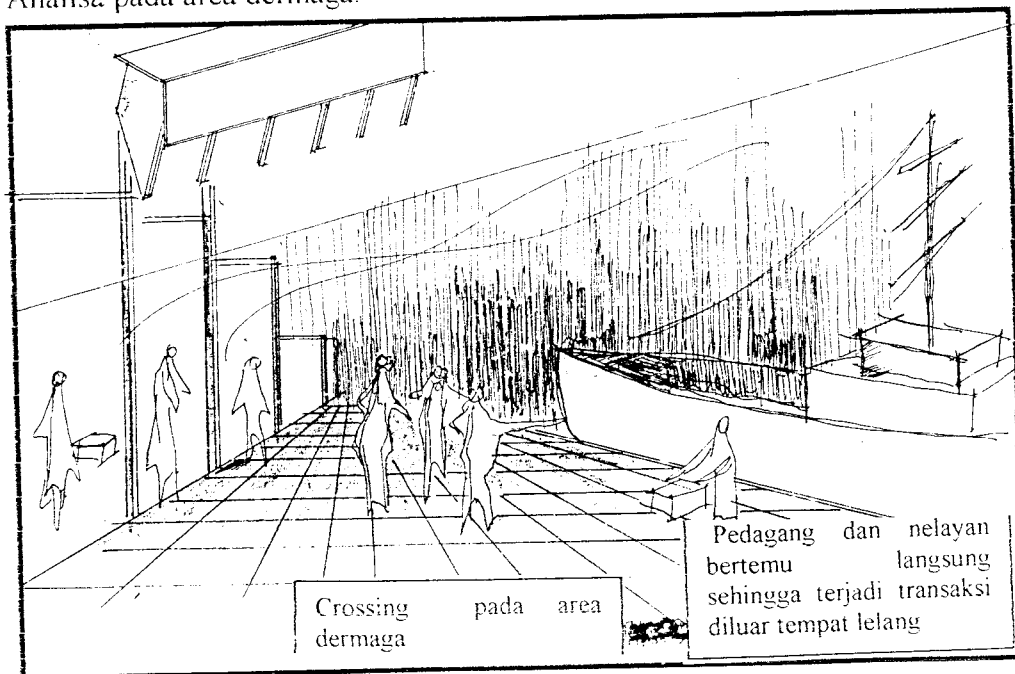 Analisa pada area dermaga.
Crossing pada area
dermaga
Pedagang dan nelayan
bertemu langsung
sehingga terjadi transaksi
diluar tempat lelang